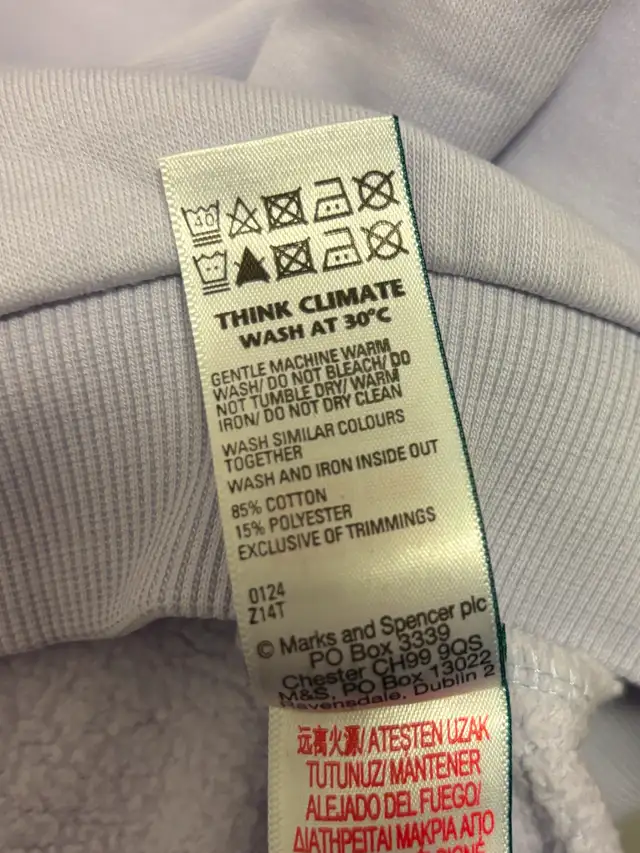 40
THINK CLIMATE
WASH AT 30°C
GENTLE MACHINE WARM
WASH/ DO NOT BLEACH/ DO
NOT TUMBLE DRY/ WARM
IRON/ DO NOT DRY CLEAN
WASH SIMILAR COLOURS
TOGETHER
WASH AND IRON INSIDE OUT
85% COTTON
15% POLYESTER
EXCLUSIVE OF TRIMMINGS
0124
Z14T
© Marks and Spencer plc
PO Box 3339
Chester CH99 9QS
M&S, PO Box 13022
Ravensdale, Dublin 2
远离火源/ ATEŞTEN UZAK
TUTUNUZ/ MANTENER
ALEJADO DEL FUEGO/
ΔΙΑΤΗΡΕΙΤΑΙ ΜΑΚΡΙΑ ΑΠΟ